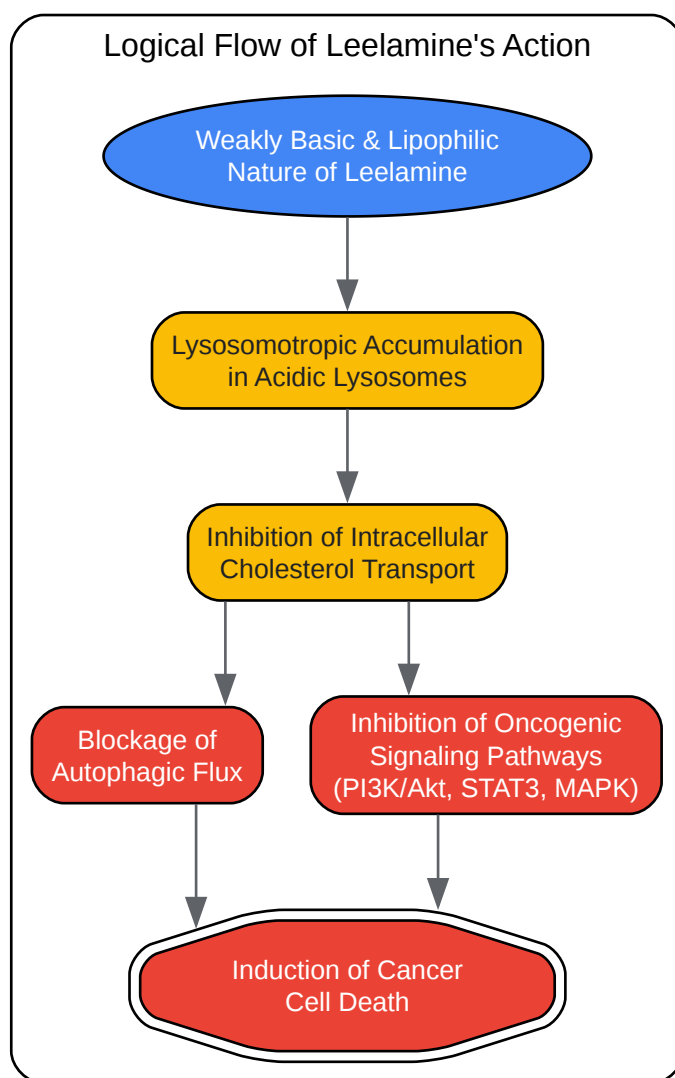 Logical Flow of Leelamine's Action
Weakly Basic & Lipophilic
Nature of Leelamine
Lysosomotropic Accumulation
in Acidic Lysosomes
Inhibition of Intracellular
Cholesterol Transport
Blockage of
Autophagic Flux
Inhibition of Oncogenic
Signaling Pathways
(PI3K/Akt, STAT3, MAPK)
Induction of Cancer
Cell Death